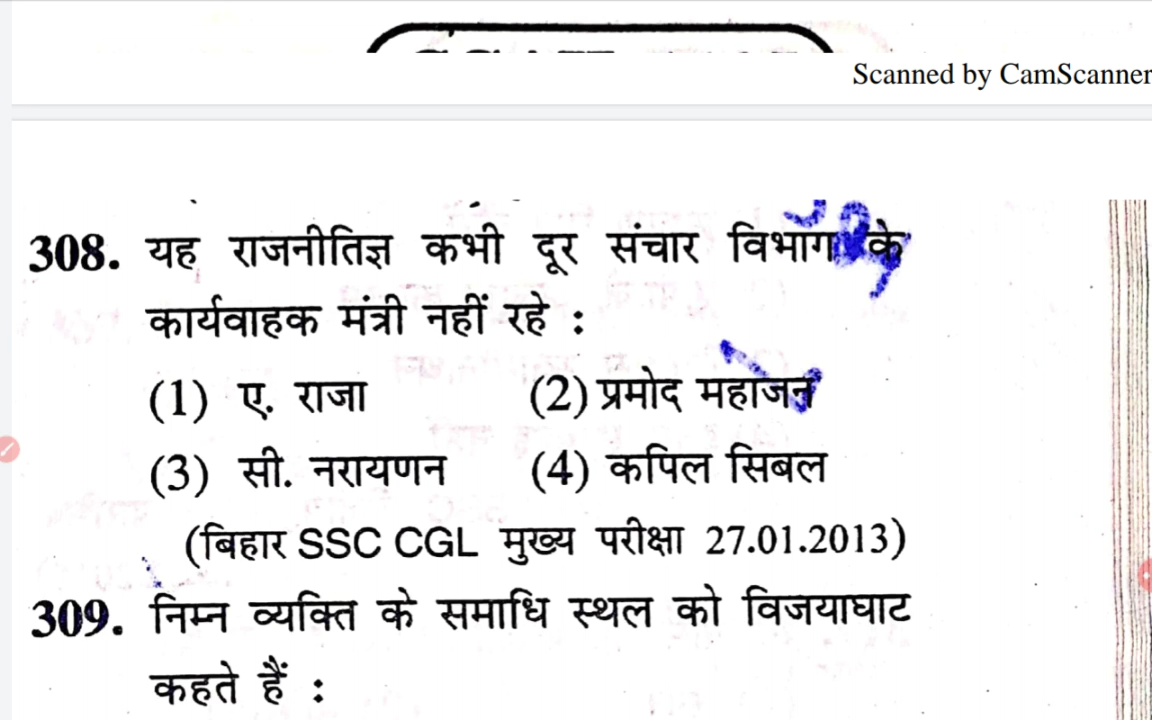 Scanned by CamScanner
308. यह राजनीतिज्ञ कभी दूर संचार विभाग के
कार्यवाहक मंत्री नहीं रहे :
(1) ए. राजा (2) प्रमोद महाजन
(3) सी. नारायणन (4) कपिल सिबल
(बिहार SSC CGL मुख्य परीक्षा 27.01.2013)
309. निम्न व्यक्ति के समाधि स्थल को विजयाघाट
कहते हैं :